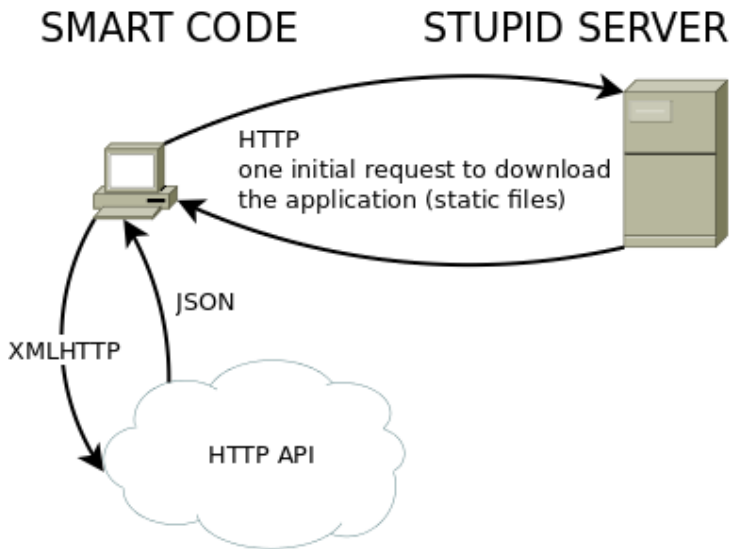 SMART CODE
STUPID SERVER
HTTP
one initial request to download
the application (static files)
JSON
XMLHTTP
HTTP API